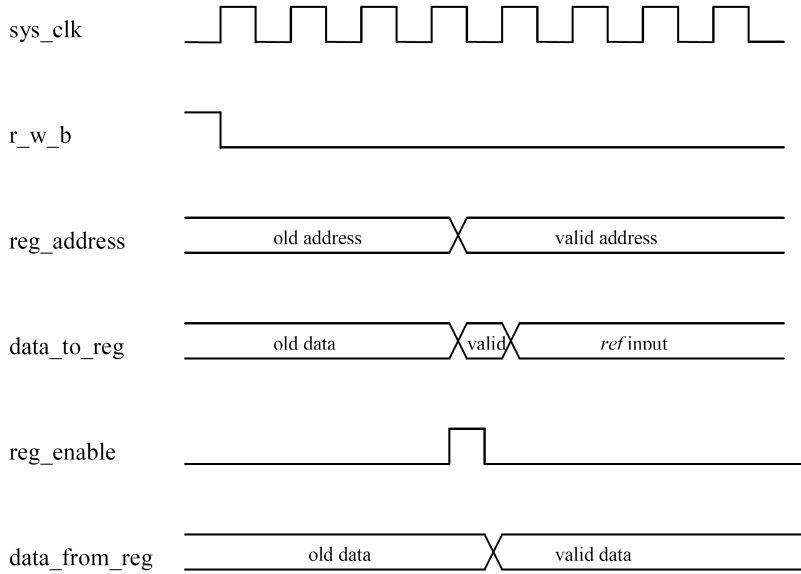 sys_clk
r_w_b
reg_address old address valid address
data_to_reg old data valid ref input
reg_enable
data_from_reg old data valid data